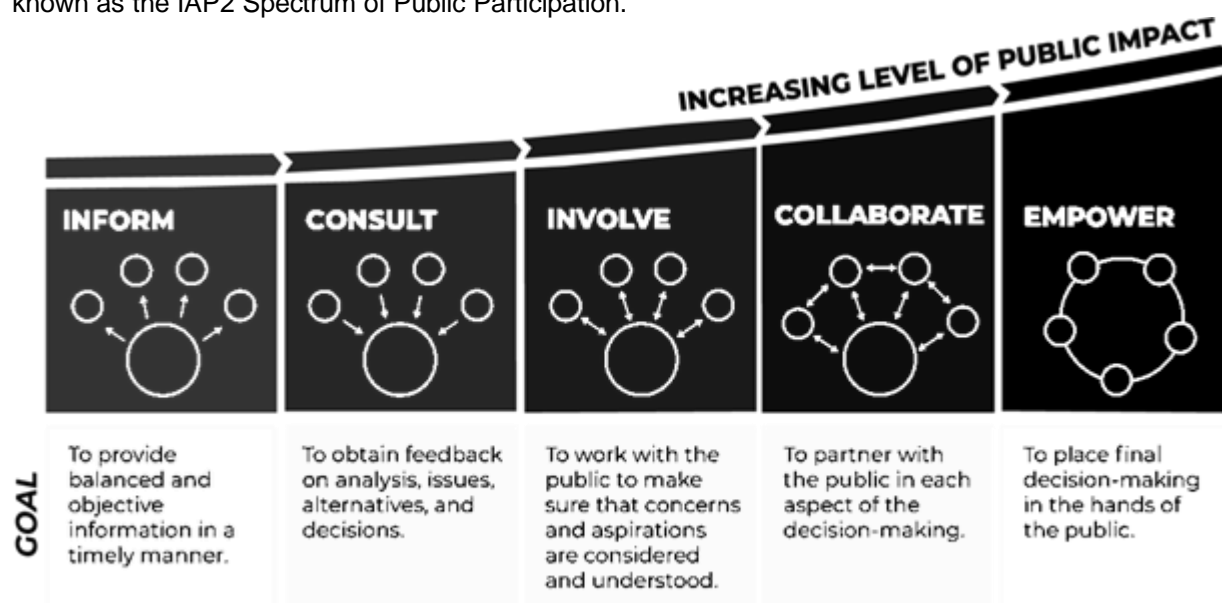 known as the IAP2 Spectrum of Public Participation.
INCREASING LEVEL OF PUBLIC IMPACT
INFORM
CONSULT
INVOLVE
COLLABORATE
EMPOWER
GOAL
To provide
balanced and
objective
information in a
timely manner.
To obtain feedback
on analysis, issues,
alternatives, and
decisions.
To work with the
public to make
sure that concerns
and aspirations
are considered
and understood.
To partner with
the public in each
aspect of the
decision-making.
To place final
decision-making
in the hands of
the public.